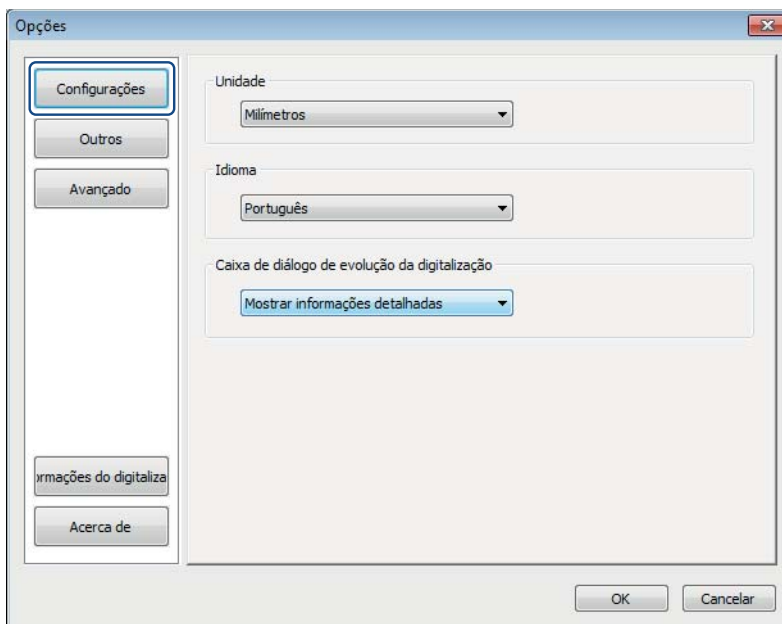 Opções
Configurações
Outros
Avançado
Unidade
Milímetros
Idioma
Português
Caixa de diálogo de evolução da digitalização
Mostrar informações detalhadas
ormações do digitaliza
Acerca de
OK
Cancelar